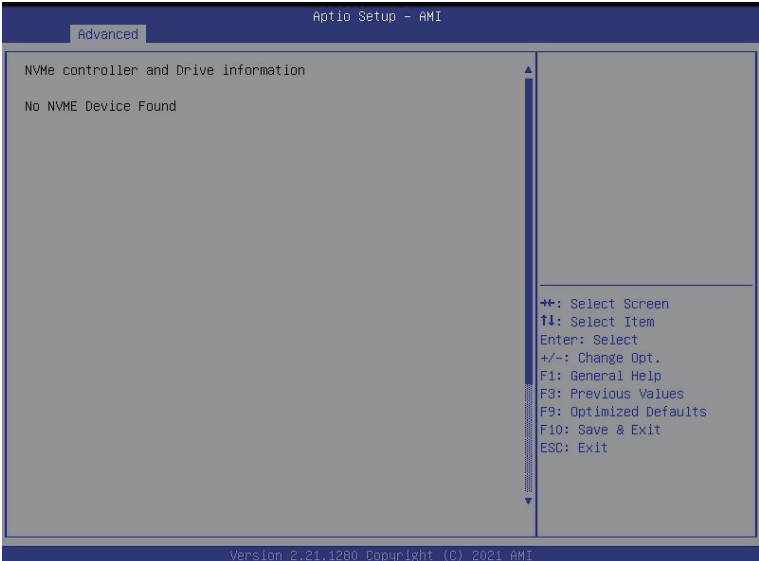 Aptio Setup - AMI
Advanced
NVMe controller and Drive information
No NVME Device Found
→←: Select Screen
↑↓: Select Item
Enter: Select
+/-: Change Opt.
F1: General Help
F3: Previous Values
F9: Optimized Defaults
F10: Save & Exit
ESC: Exit
Version 2.21.1280 Copyright (C) 2021 AMI